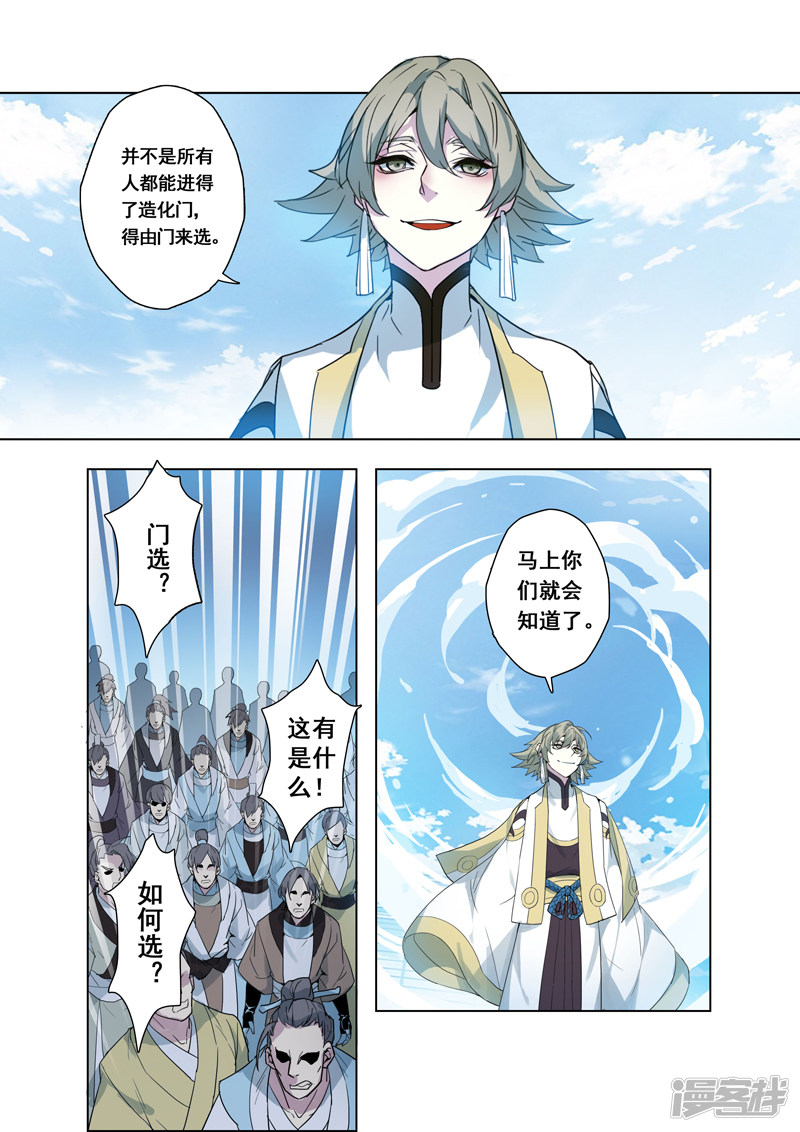 并不是所有
人都能进得
了造化门，
得由门来选。
门选？
这有
是什
么！
如何选？
马上你
们就会
知道了。
漫客栈